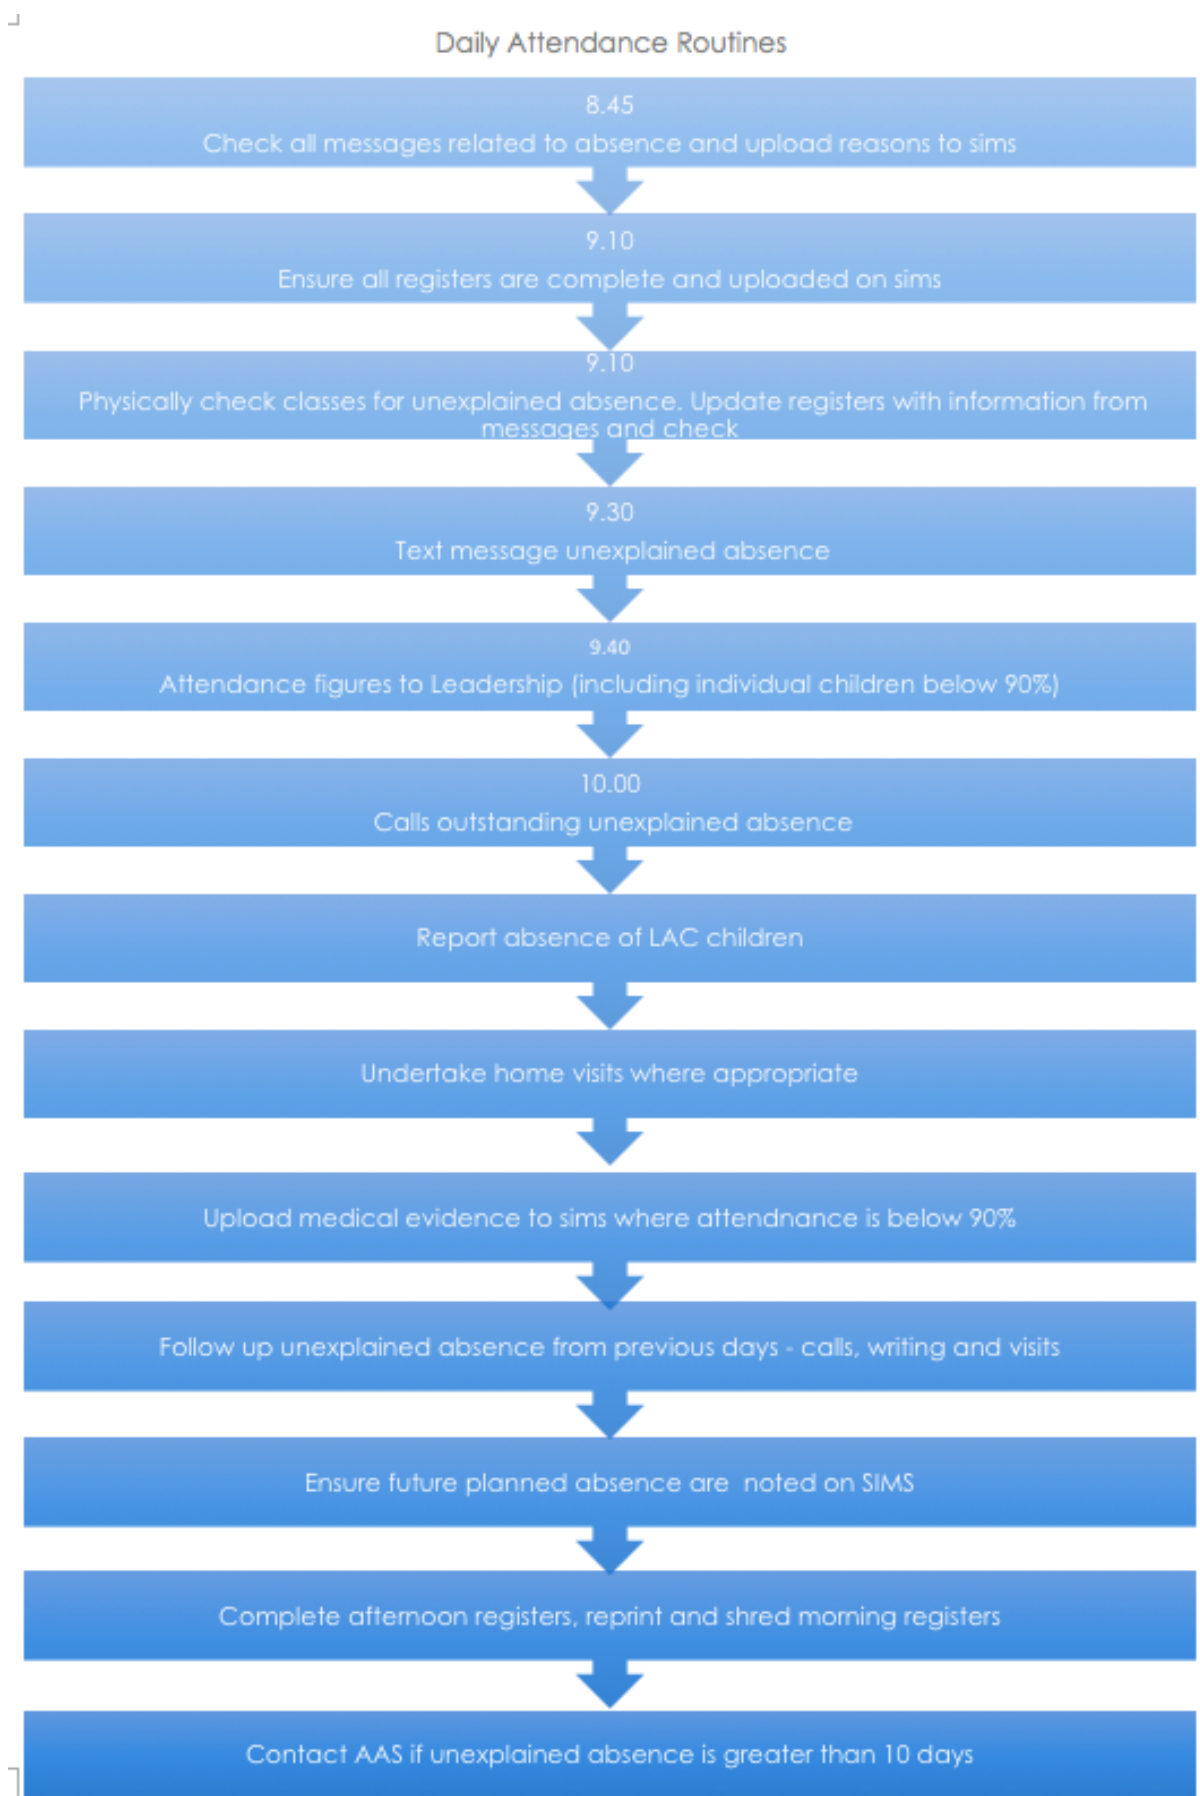 Daily Attendance Routines
8.45
Check all messages related to absence and upload reasons to sims
9.10
Ensure all registers are complete and uploaded on sims
9.10
Physically check classes for unexplained absence. Update registers with information from
messages and check
9.30
Text message unexplained absence
9.40
Attendance figures to Leadership (including individual children below 90%)
10.00
Calls outstanding unexplained absence
Report absence of LAC children
Undertake home visits where appropriate
Upload medical evidence to sims where attendnance is below 90%
Follow up unexplained absence from previous days - calls, writing and visits
Ensure future planned absence are  noted on SIMS
Complete afternoon registers, reprint and shred morning registers
Contact AAS if unexplained absence is greater than 10 days